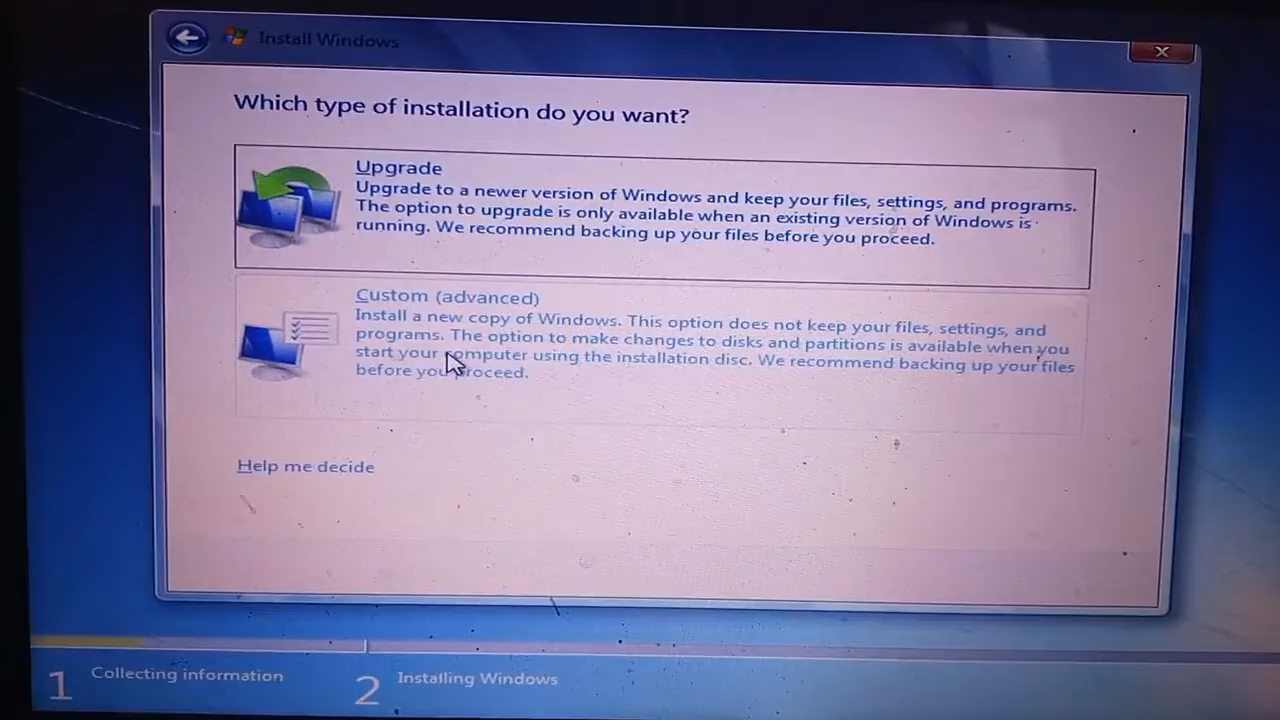 Install Windows
Which type of installation do you want?
Upgrade
Upgrade to a newer version of Windows and keep your files, settings, and programs.
The option to upgrade is only available when an existing version of Windows is
running. We recommend backing up your files before you proceed.
Custom (advanced)
Install a new copy of Windows. This option does not keep your files, settings, and
programs. The option to make changes to disks and partitions is available when you
start your computer using the installation disc. We recommend backing up your files
before you proceed.
Help me decide
1 Collecting information
2 Installing Windows